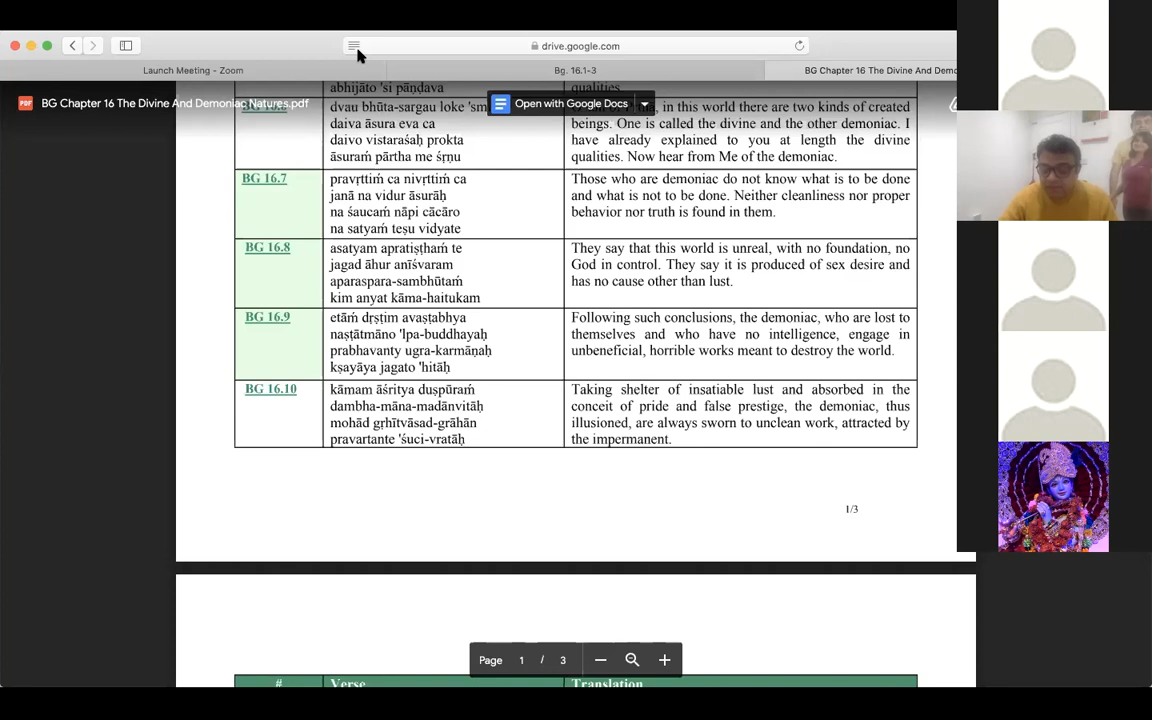 drive.google.com
Launch Meeting - Zoom
Bg. 16.1-3
BG Chapter 16 The Divine And Demo
PDF
BG Chapter 16 The Divine And Demoniac Natures.pdf
Open with Google Docs
abhijāto 'si pāṇḍava
qualities.
dvau bhūta-sargau loke 'sm
daiva āsura eva ca
daivo vistaraśaḥ prokta
āsuraṁ pārtha me śṛṇu
in this world there are two kinds of created
beings. One is called the divine and the other demoniac. I
have already explained to you at length the divine
qualities. Now hear from Me of the demoniac.
BG 16.7
pravṛttiṁ ca nivṛttiṁ ca
janā na vidur āsurāḥ
na śaucaṁ nāpi cācāro
na satyaṁ teṣu vidyate
Those who are demoniac do not know what is to be done
and what is not to be done. Neither cleanliness nor proper
behavior nor truth is found in them.
BG 16.8
asatyam apratiṣṭhaṁ te
jagad āhur anīśvaram
aparaspara-sambhūtaṁ
kim anyat kāma-haitukam
They say that this world is unreal, with no foundation, no
God in control. They say it is produced of sex desire and
has no cause other than lust.
BG 16.9
etāṁ dṛṣṭim avaṣṭabhya
naṣṭātmāno 'lpa-buddhayaḥ
prabhavanty ugra-karmāṇaḥ
kṣayāya jagato 'hitāḥ
Following such conclusions, the demoniac, who are lost to
themselves and who have no intelligence, engage in
unbeneficial, horrible works meant to destroy the world.
BG 16.10
kāmam āśritya duṣpūraṁ
dambha-māna-madānvitāḥ
mohād gṛhītvāsad-grāhān
pravartante 'śuci-vratāḥ
Taking shelter of insatiable lust and absorbed in the
conceit of pride and false prestige, the demoniac, thus
illusioned, are always sworn to unclean work, attracted by
the impermanent.
1/3
Page 1 / 3
# Verse Translation